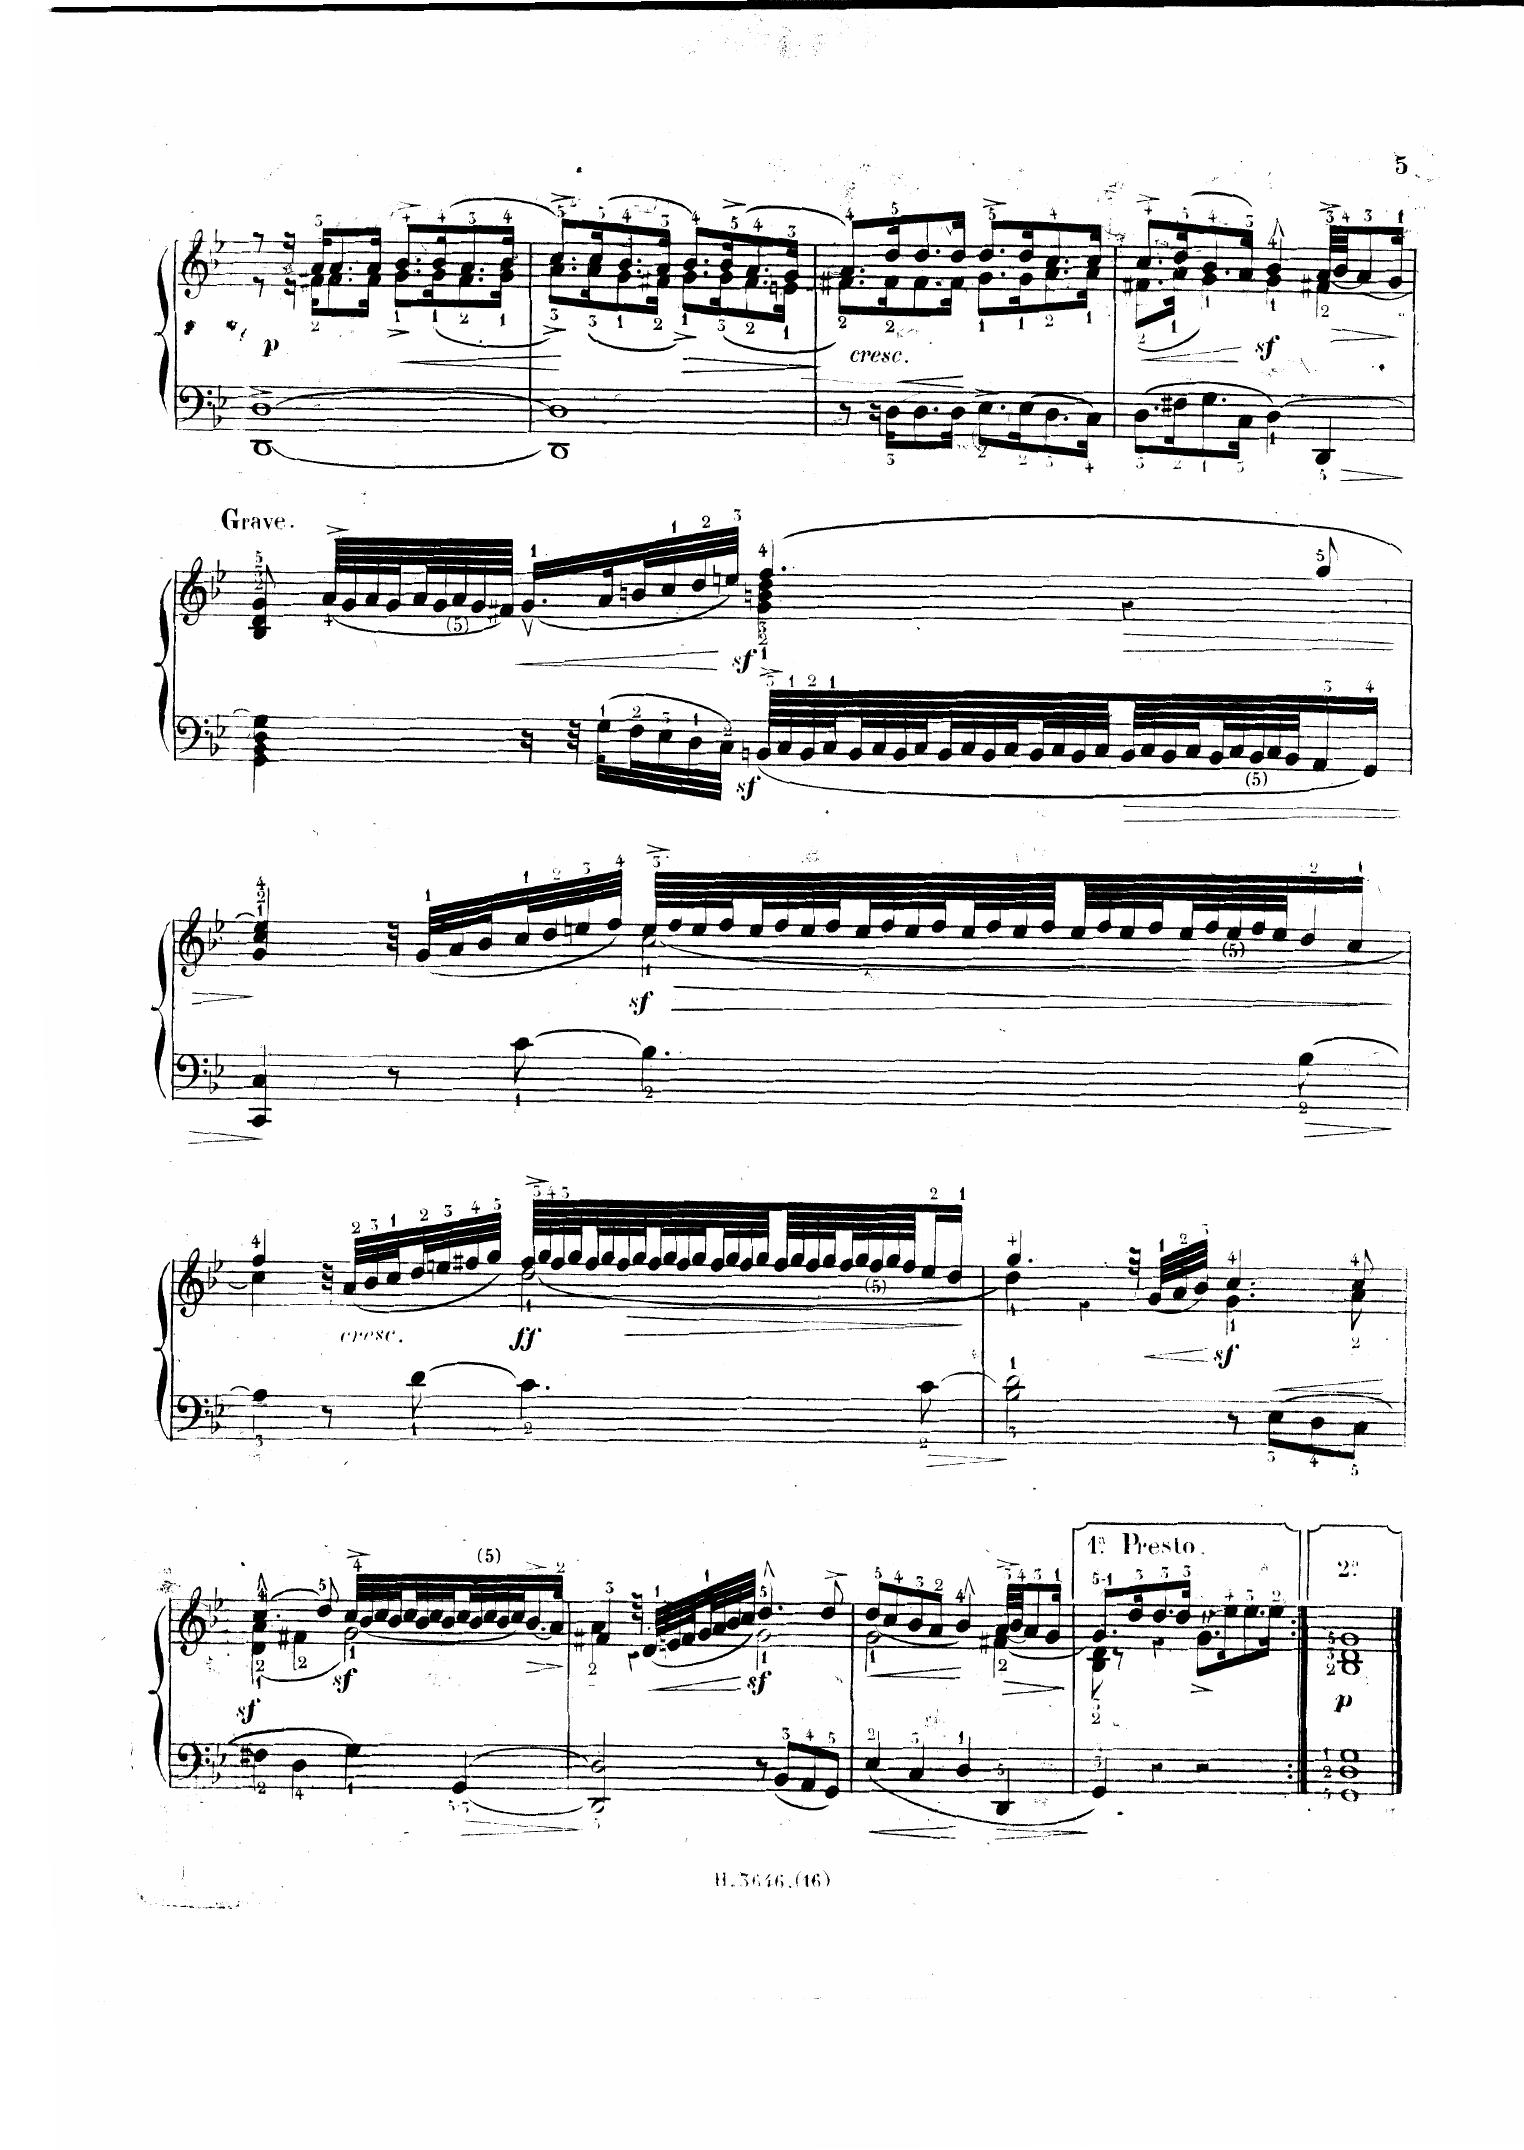 5
p
cresc.
sf
Grave.
(5)
sf
sf
(5)
(5)
sf
cresc.
ff
(5)
sf
(5)
1ª Presto.
2ª
sf
sf
sf
p
H. 3646. (16)